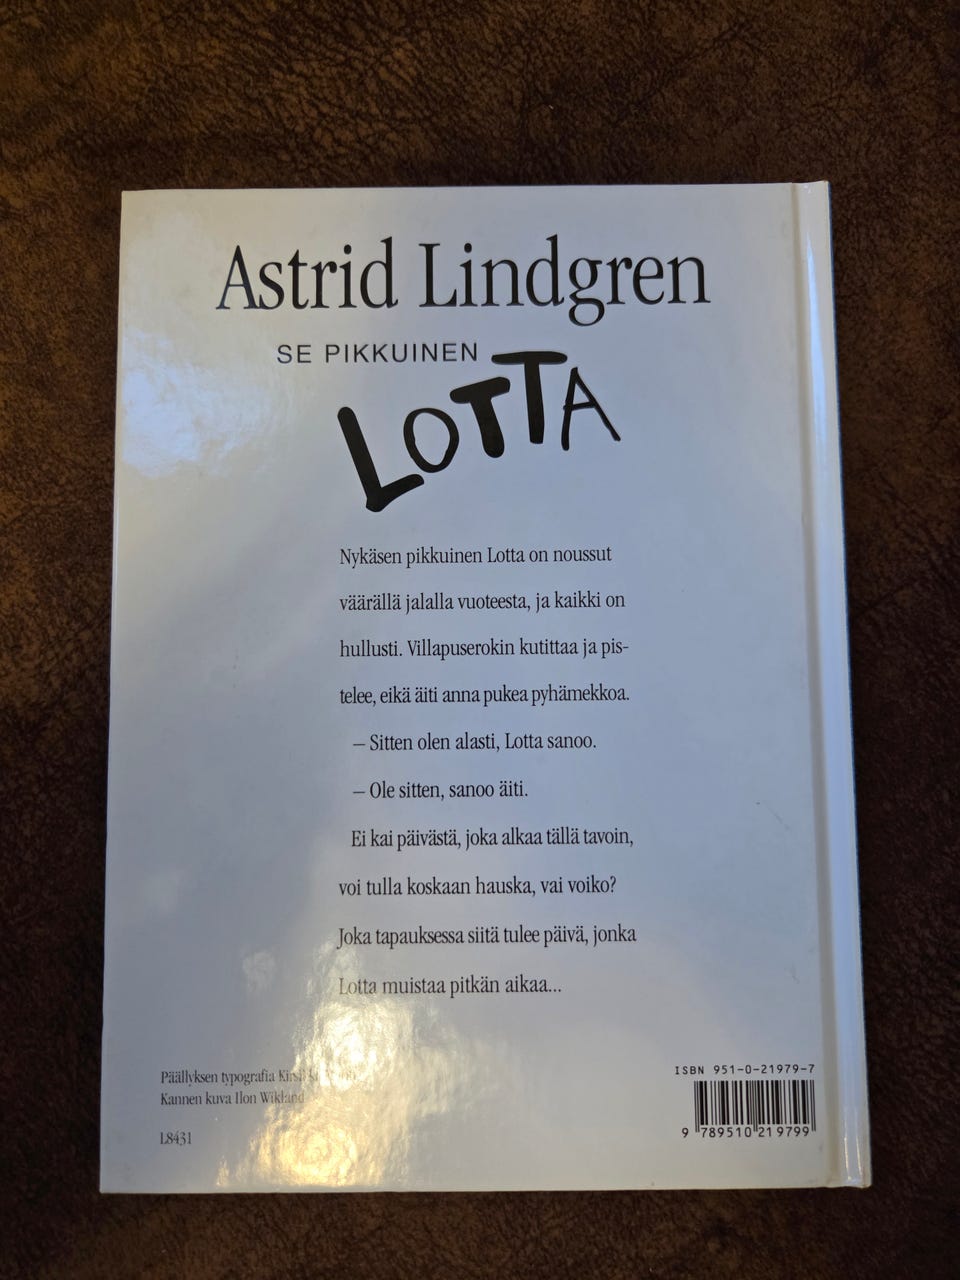 Astrid Lindgren
SE PIKKUINEN
LOTTA
Nykäsen pikkuinen Lotta on noussut
väärällä jalalla vuoteesta, ja kaikki on
hullusti. Villapuserokin kutittaa ja pis-
telee, eikä äiti anna pukea pyhämekkoa.
– Sitten olen alasti, Lotta sanoo.
– Ole sitten, sanoo äiti.
Ei kai päivästä, joka alkaa tällä tavoin,
voi tulla koskaan hauska, vai voiko?
Joka tapauksessa siitä tulee päivä, jonka
Lotta muistaa pitkän aikaa...
Päällyksen typografia
Kannen kuva Ilon Wikland
L8431
ISBN 951-0-21979-7
9 789510 219799